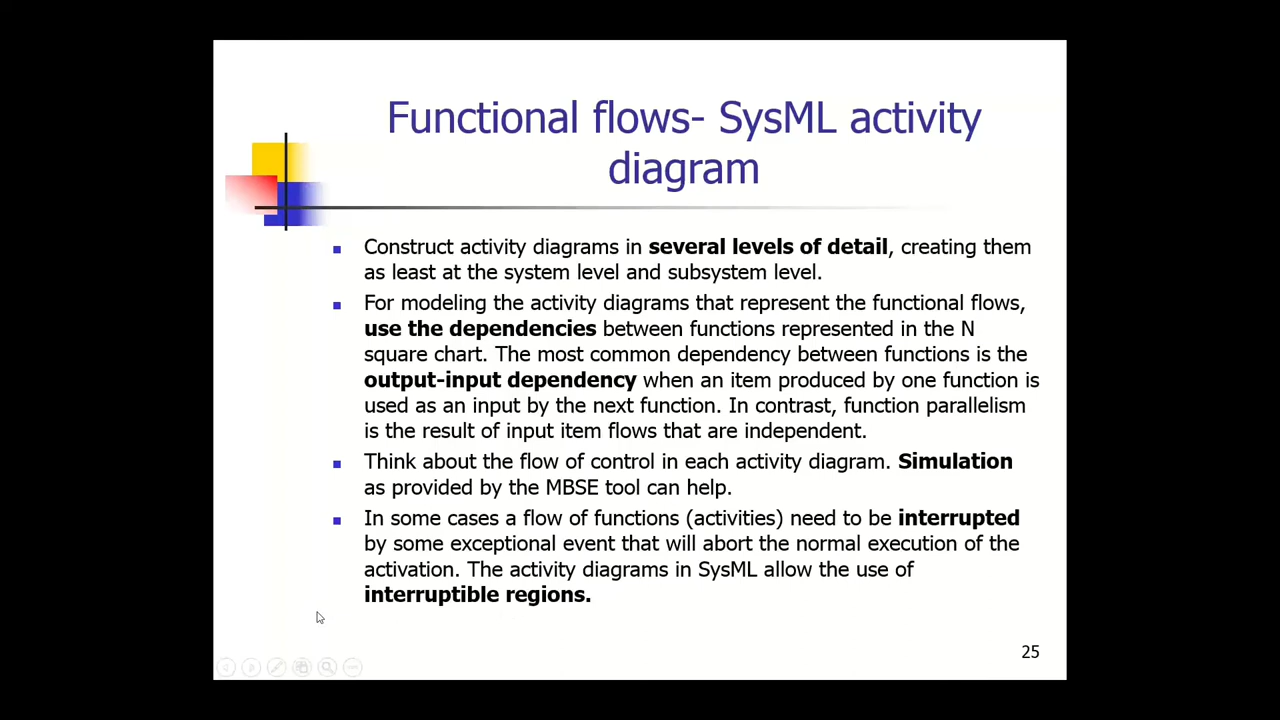 Functional flows- SysML activity
diagram
Construct activity diagrams in several levels of detail, creating them
as least at the system level and subsystem level.
For modeling the activity diagrams that represent the functional flows,
use the dependencies between functions represented in the N
square chart. The most common dependency between functions is the
output-input dependency when an item produced by one function is
used as an input by the next function. In contrast, function parallelism
is the result of input item flows that are independent.
Think about the flow of control in each activity diagram. Simulation
as provided by the MBSE tool can help.
In some cases a flow of functions (activities) need to be interrupted
by some exceptional event that will abort the normal execution of the
activation. The activity diagrams in SysML allow the use of
interruptible regions.
25